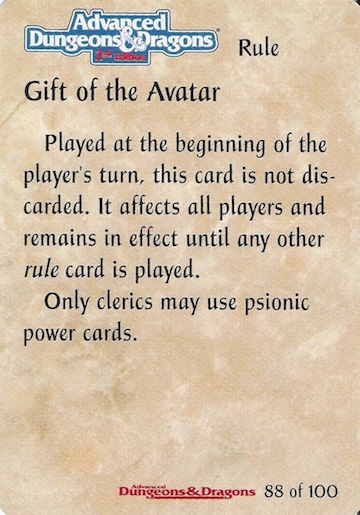 Advanced
Dungeons & Dragons®
2nd Edition
Rule
Gift of the Avatar
Played at the beginning of the
player's turn, this card is not dis-
carded. It affects all players and
remains in effect until any other
rule card is played.
Only clerics may use psionic
power cards.
Advanced
Dungeons & Dragons
88 of 100